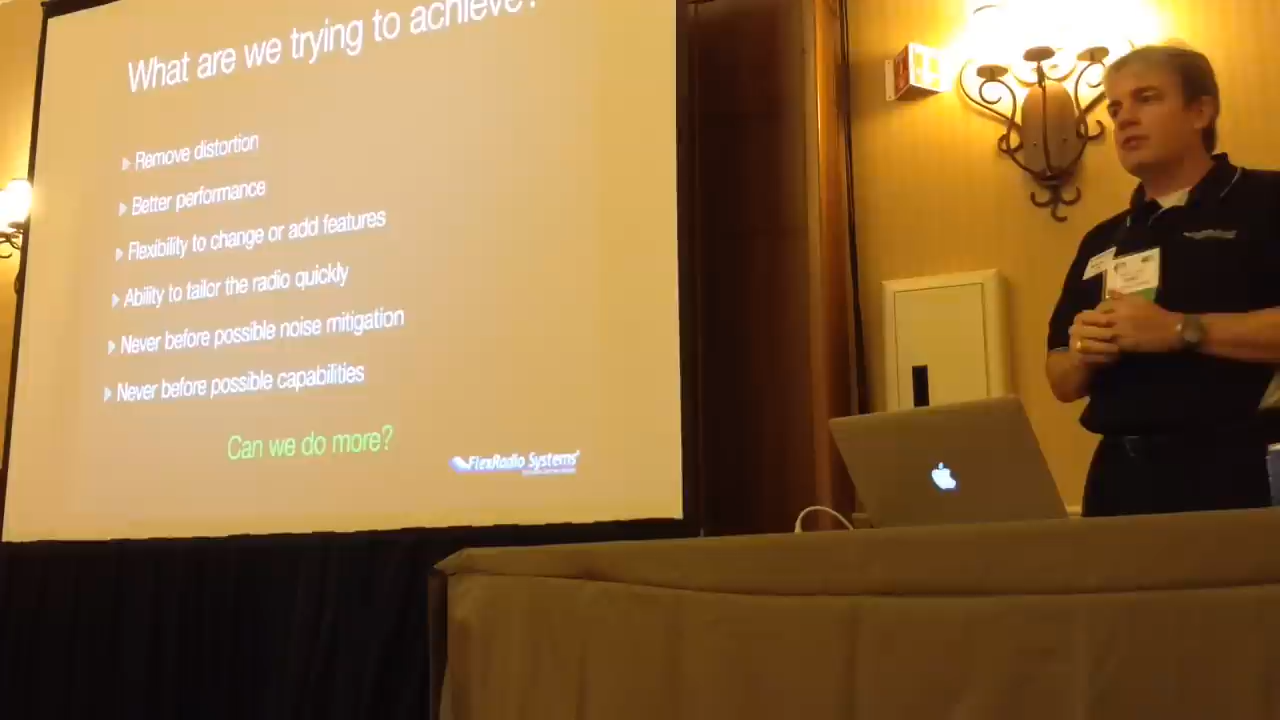 What are we trying to achieve?
Remove distortion
Better performance
Flexibility to change or add features
Ability to tailor the radio quickly
Never before possible noise mitigation
Never before possible capabilities
Can we do more?
FlexRadio Systems